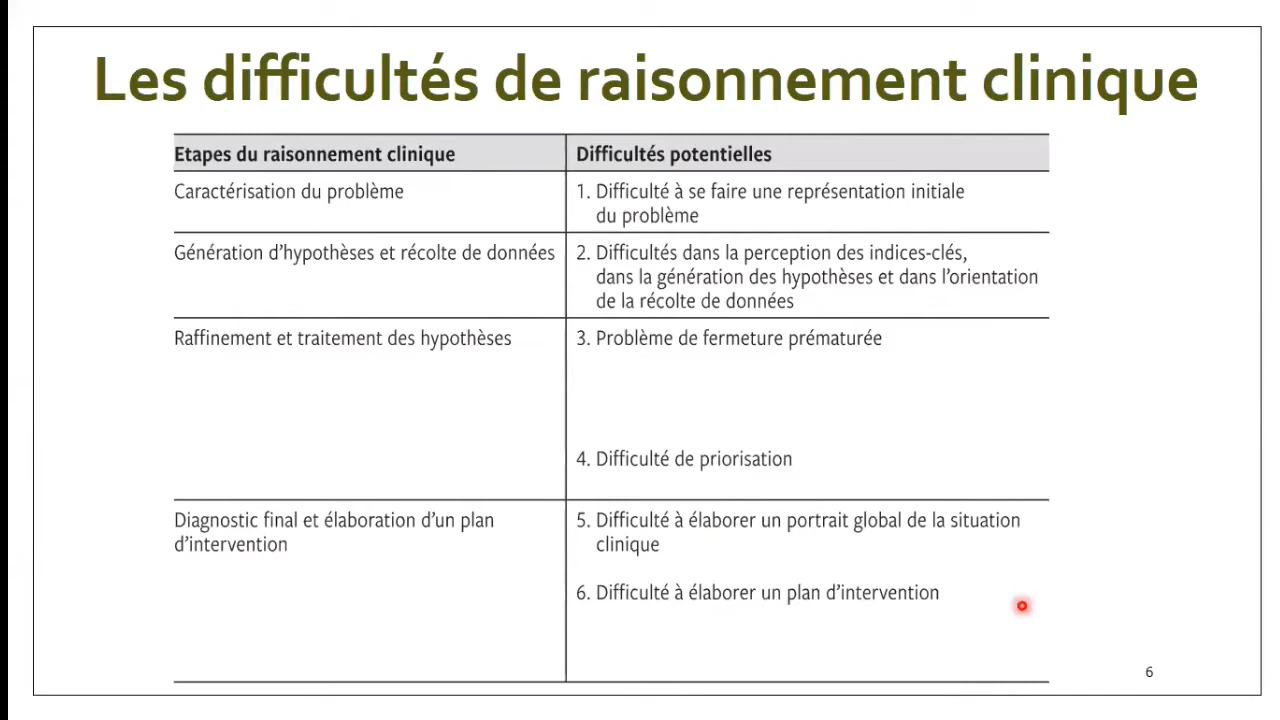 Les difficultés de raisonnement clinique
Etapes du raisonnement clinique
Difficultés potentielles
Caractérisation du problème
1. Difficulté à se faire une représentation initiale
du problème
Génération d'hypothèses et récolte de données
2. Difficultés dans la perception des indices-clés,
dans la génération des hypothèses et dans l'orientation
de la récolte de données
Raffinement et traitement des hypothèses
3. Problème de fermeture prématurée
4. Difficulté de priorisation
Diagnostic final et élaboration d'un plan
d'intervention
5. Difficulté à élaborer un portrait global de la situation
clinique
6. Difficulté à élaborer un plan d'intervention
6